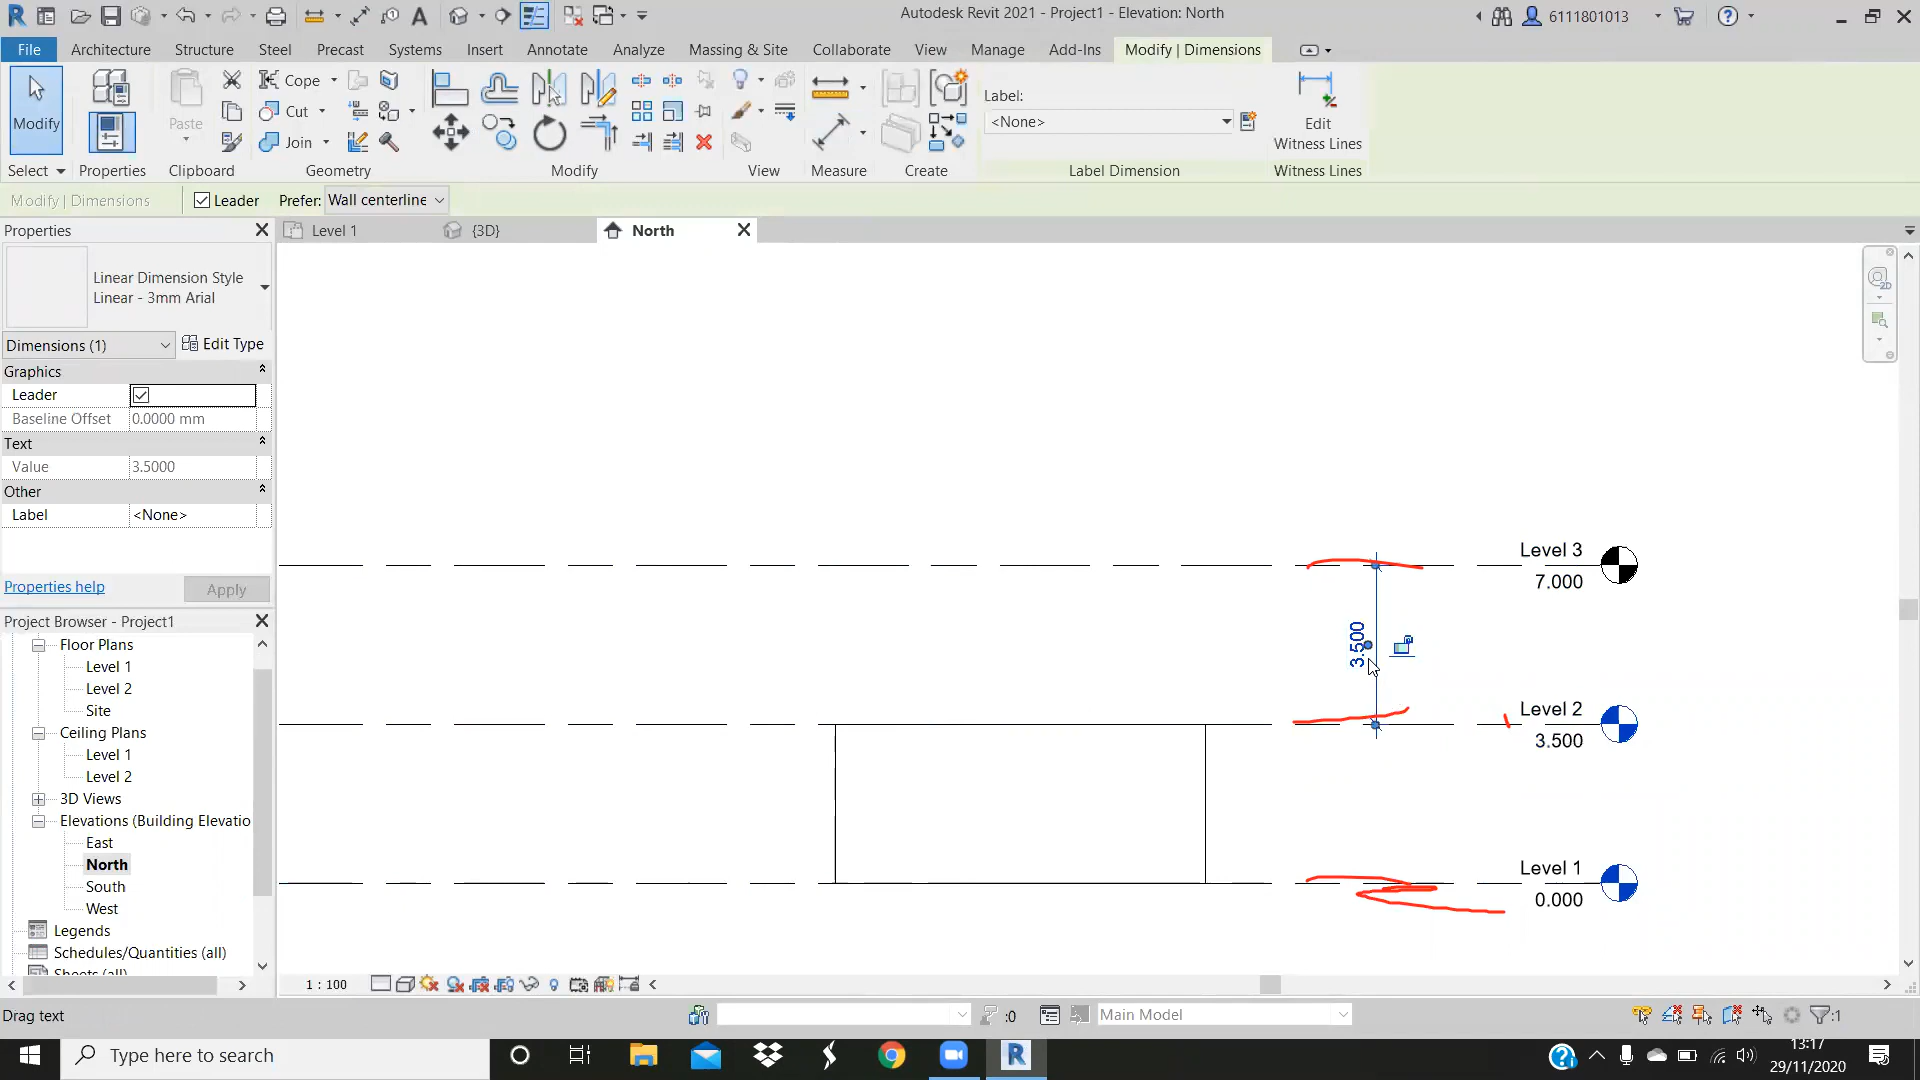 Autodesk Revit 2021 - Project1 - Elevation: North
6111801013
File Architecture Structure Steel Precast Systems Insert Annotate Analyze Massing & Site Collaborate View Manage Add-Ins Modify | Dimensions
Modify
Paste
Cope
Cut
Join
Label:
<None>
Edit
Witness Lines
Select Properties Clipboard Geometry Modify View Measure Create Label Dimension Witness Lines
Modify | Dimensions Leader Prefer: Wall centerline
Properties
Level 1 {3D} North
Linear Dimension Style
Linear - 3mm Arial
Dimensions (1) Edit Type
Graphics
Leader
Baseline Offset 0.0000 mm
Text
Value 3.5000
Other
Label <None>
Properties help Apply
Project Browser - Project1
Floor Plans
Level 1
Level 2
Site
Ceiling Plans
Level 1
Level 2
3D Views
Elevations (Building Elevatio
East
North
South
West
Legends
Schedules/Quantities (all)
Sheets (all)
Level 3
7.000
3.500
Level 2
3.500
Level 1
0.000
1 : 100
Drag text
:0
Main Model
:1
Type here to search
13:17
29/11/2020